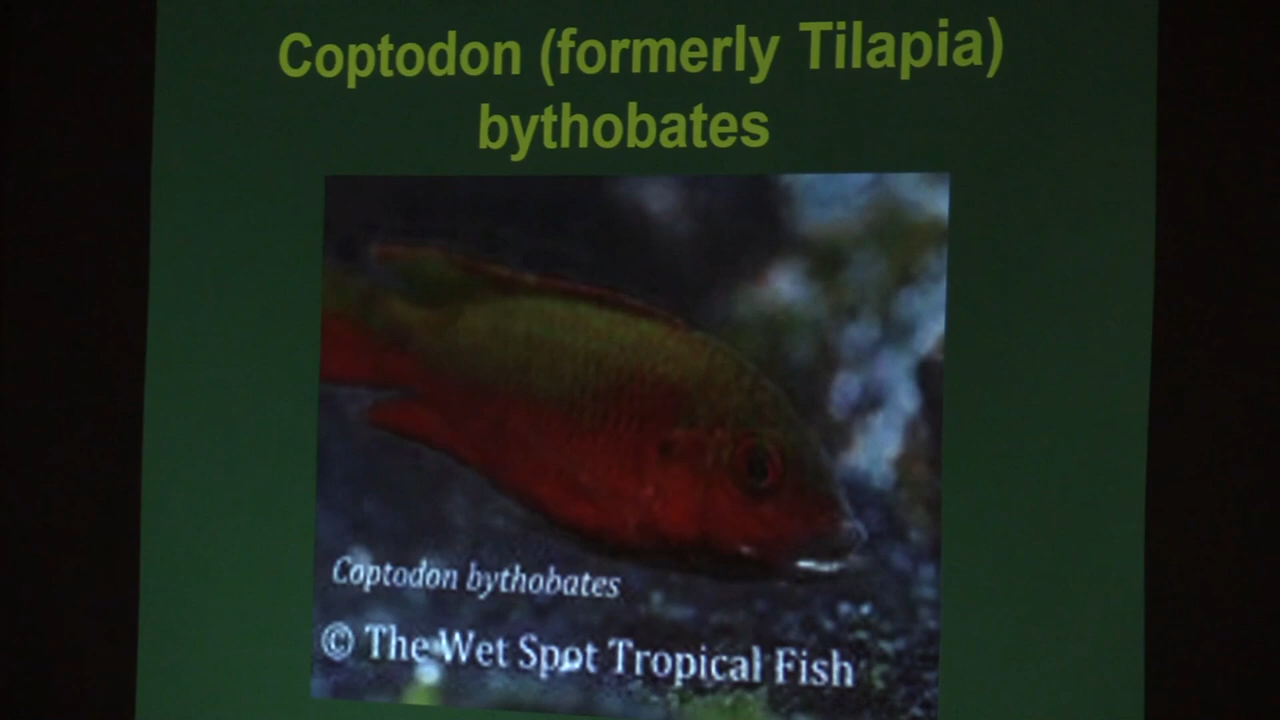 Coptodon (formerly Tilapia)
bythobates
Coptodon bythobates
© The Wet Spot Tropical Fish